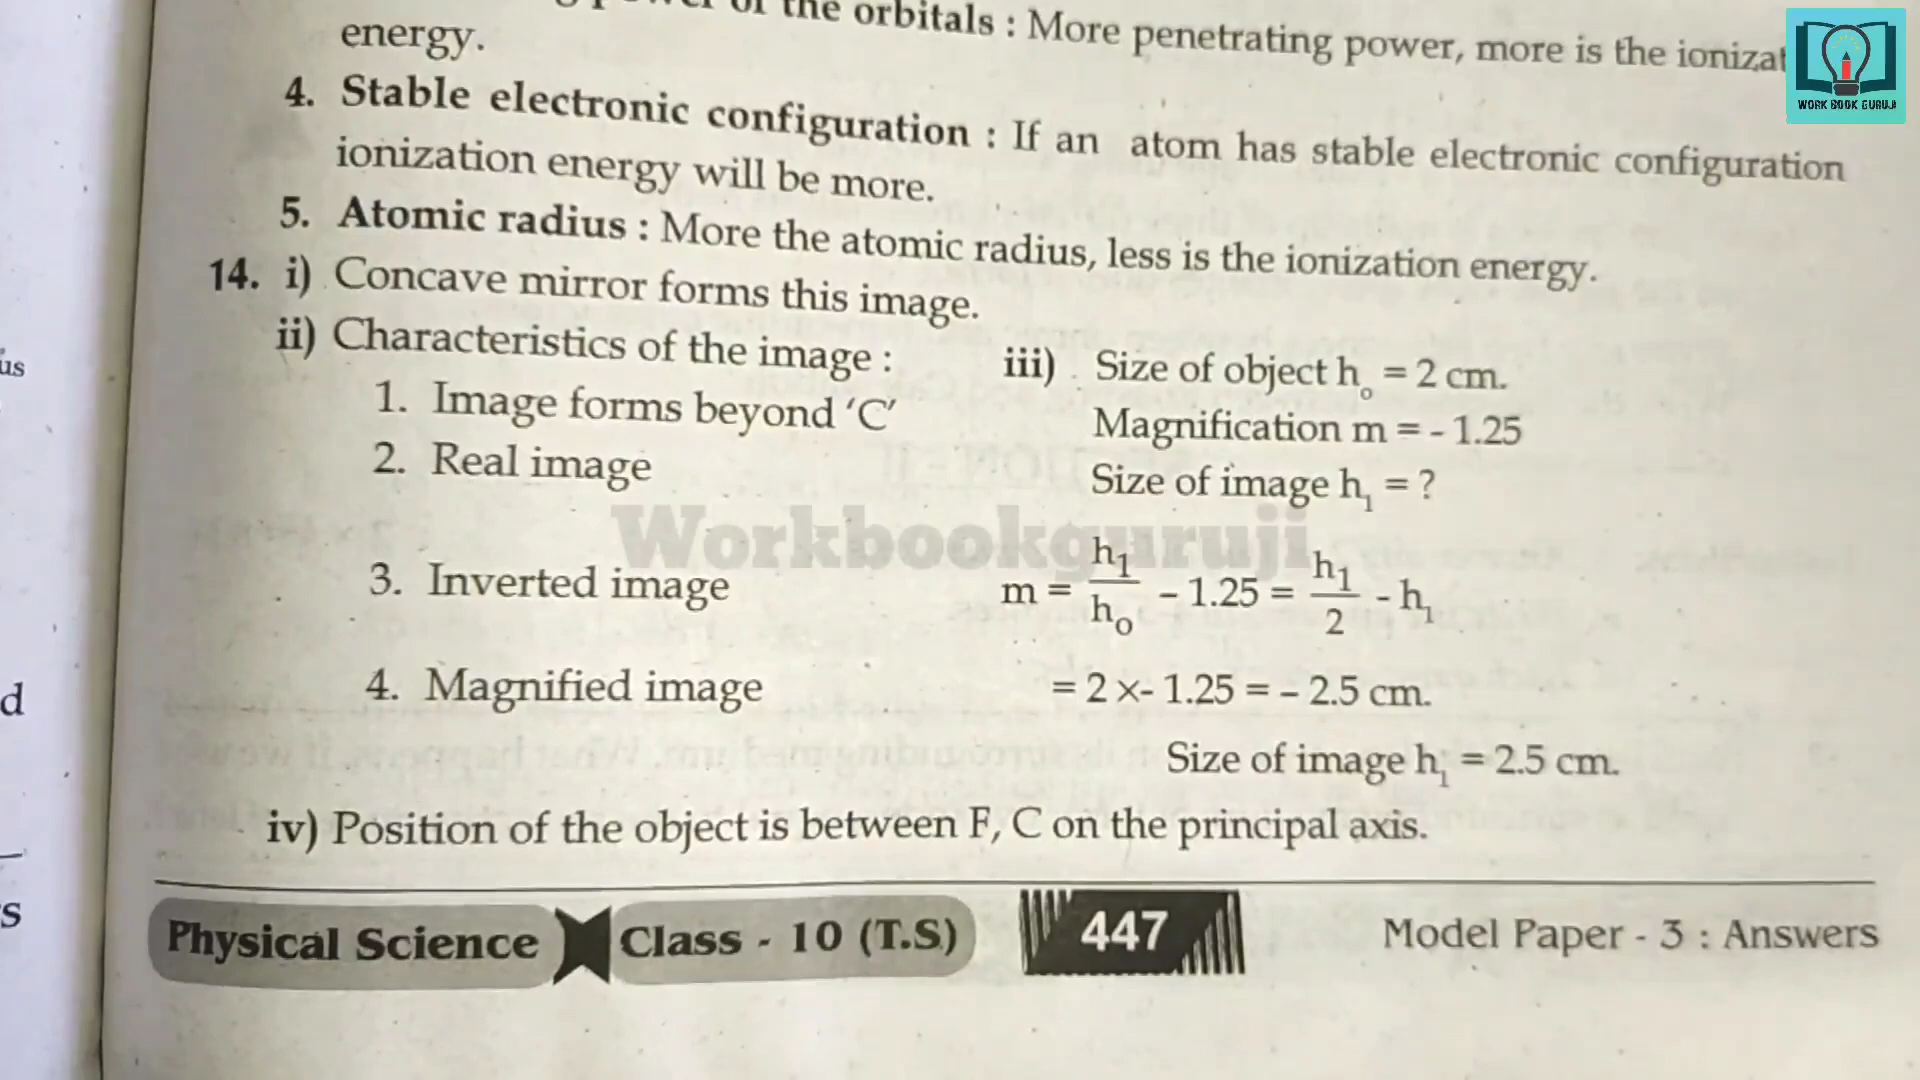 of the orbitals : More penetrating power, more is the
energy.
4. Stable electronic configuration : If an atom has stable electronic configuration
ionization energy will be more.
5. Atomic radius : More the atomic radius, less is the ionization energy.
14. i) Concave mirror forms this image.
ii) Characteristics of the image :
1. Image forms beyond 'C'
2. Real image
3. Inverted image
4. Magnified image
iii) Size of object h₀ = 2 cm.
Magnification m = - 1.25
Size of image h₁ = ?
m = h₁/h₀ - 1.25 = h₁/2 - h₁
= 2 ×- 1.25 = – 2.5 cm.
Size of image h₁ = 2.5 cm.
iv) Position of the object is between F, C on the principal axis.
Physical Science Class - 10 (T.S) 447 Model Paper - 3 : Answers
WORK BOOK GURUJI
Workbookguruji
d